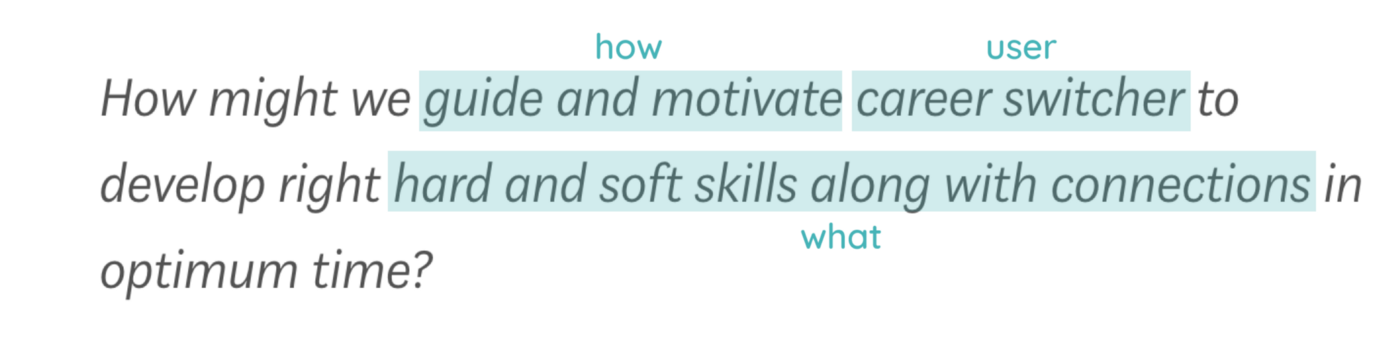 how user
How might we guide and motivate career switcher to
develop right hard and soft skills along with connections in
what
optimum time?